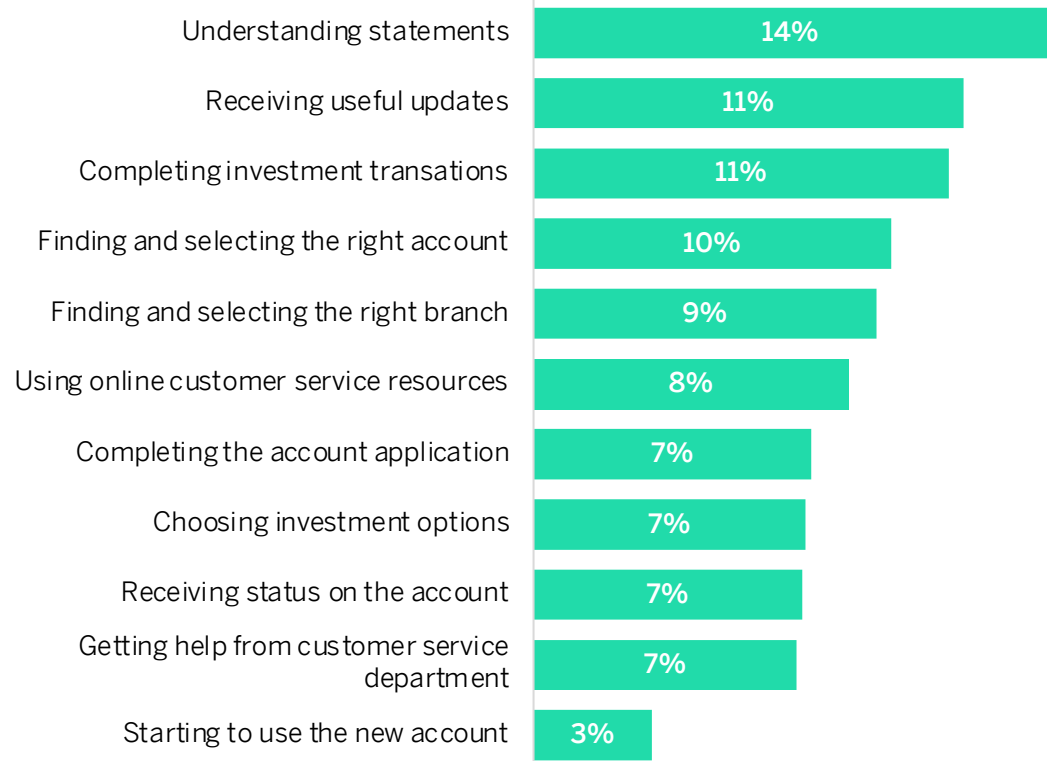 Understanding statements 14%
Receiving useful updates 11%
Completing investment transations 11%
Finding and selecting the right account 10%
Finding and selecting the right branch 9%
Using online customer service resources 8%
Completing the account application 7%
Choosing investment options 7%
Receiving status on the account 7%
Getting help from customer service
department 7%
Starting to use the new account 3%